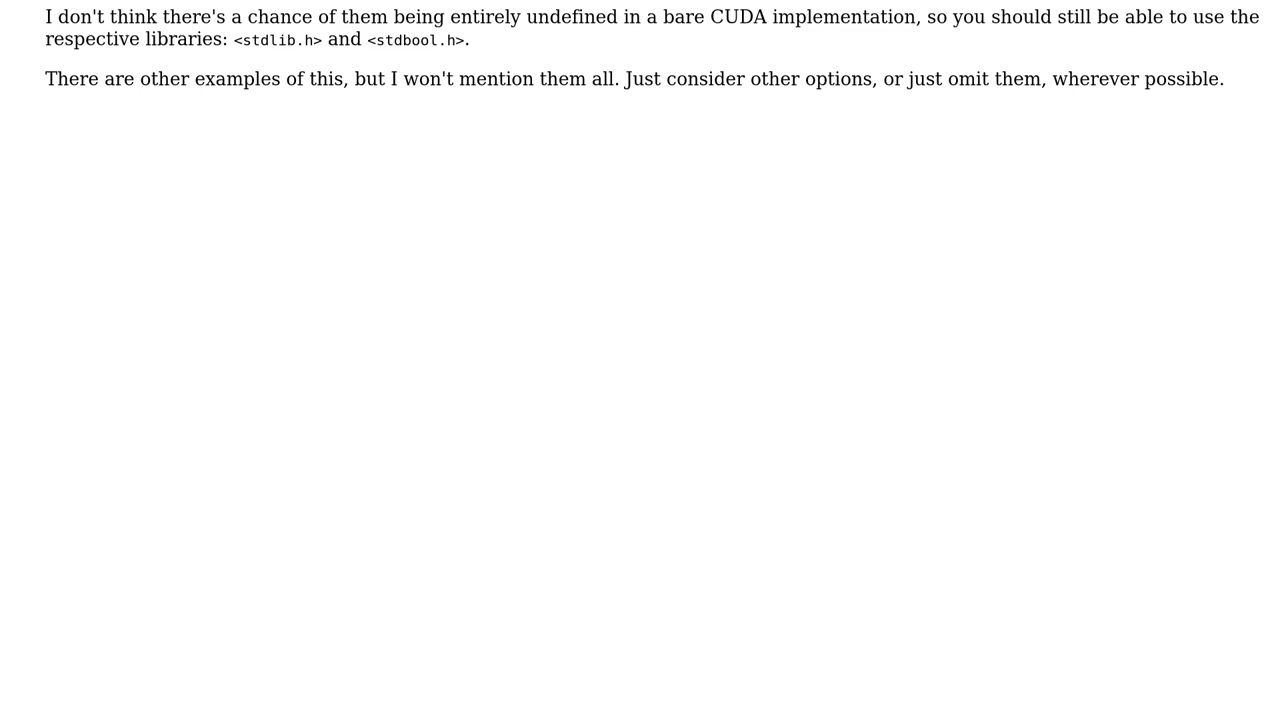 I don't think there's a chance of them being entirely undefined in a bare CUDA implementation, so you should still be able to use the
respective libraries: <stdlib.h> and <stdbool.h>.
There are other examples of this, but I won't mention them all. Just consider other options, or just omit them, wherever possible.